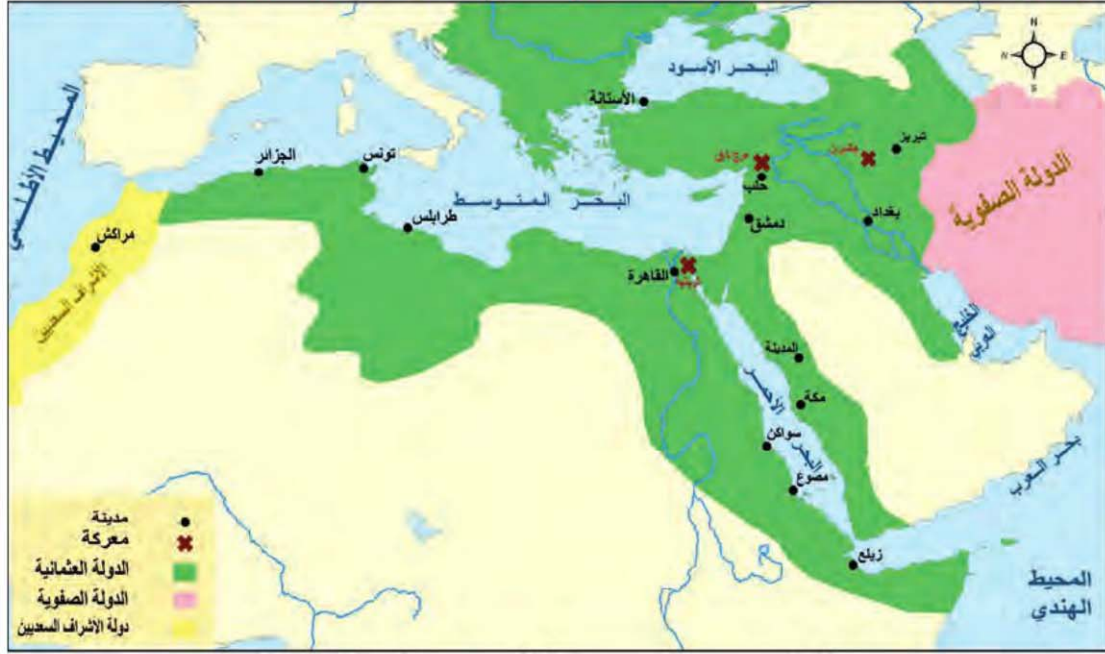 N
E
S
N
المحيط الأطلسي
البحر الأسود
الأستانة
تبريز
الدولة الصفوية
مرج دابق
حلب
بغداد
دمشق
الجزائر
تونس
طرابلس
البحر المتوسط
مراكش
الأشراف السعديين
القاهرة
الخليج العربي
المدينة
مكة
البحر الأحمر
سواكن
مصوع
زيلع
بحر العرب
المحيط
الهندي
مدينة
معركة
الدولة العثمانية
الدولة الصفوية
دولة الأشراف السعديين